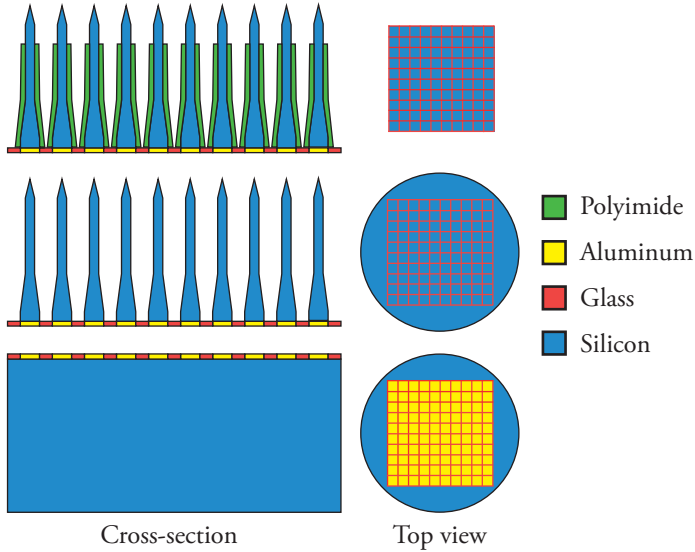 Polyimide
Aluminum
Glass
Silicon
Cross-section
Top view